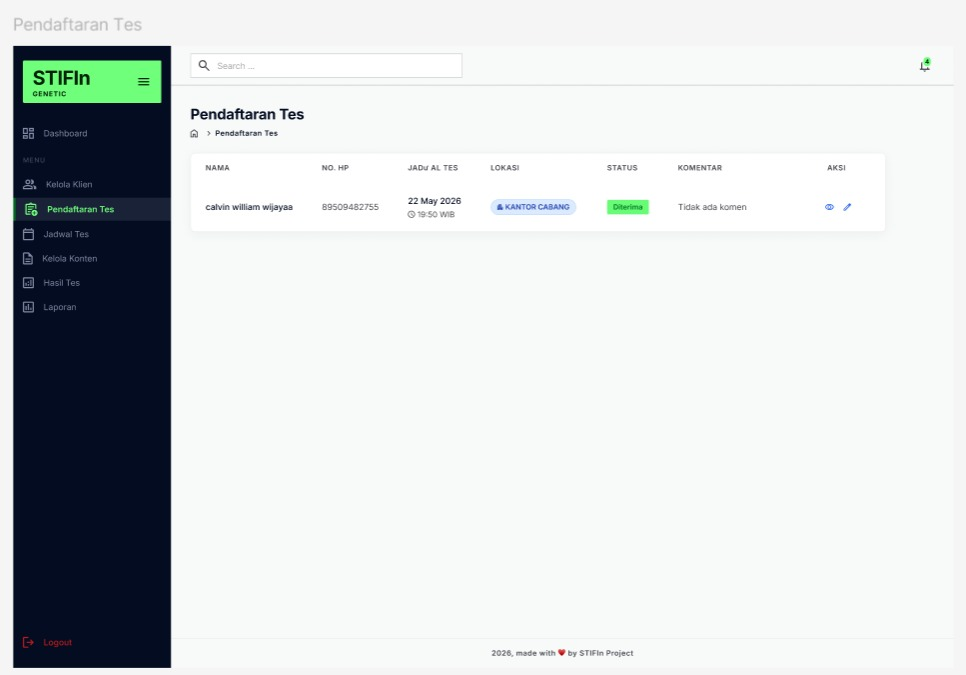 Pendaftaran Tes
STIFIn
GENETIC
Search ...
4
Dashboard
MENU
Kelola Klien
Pendaftaran Tes
Jadwal Tes
Kelola Konten
Hasil Tes
Laporan
Logout
Pendaftaran Tes
> Pendaftaran Tes
NAMA NO. HP JADu AL TES LOKASI STATUS KOMENTAR AKSI
calvin william wijayaa 89509482755 22 May 2026 KANTOR CABANG Diterima Tidak ada komen
19:50 WIB
2026, made with ❤ by STIFIn Project